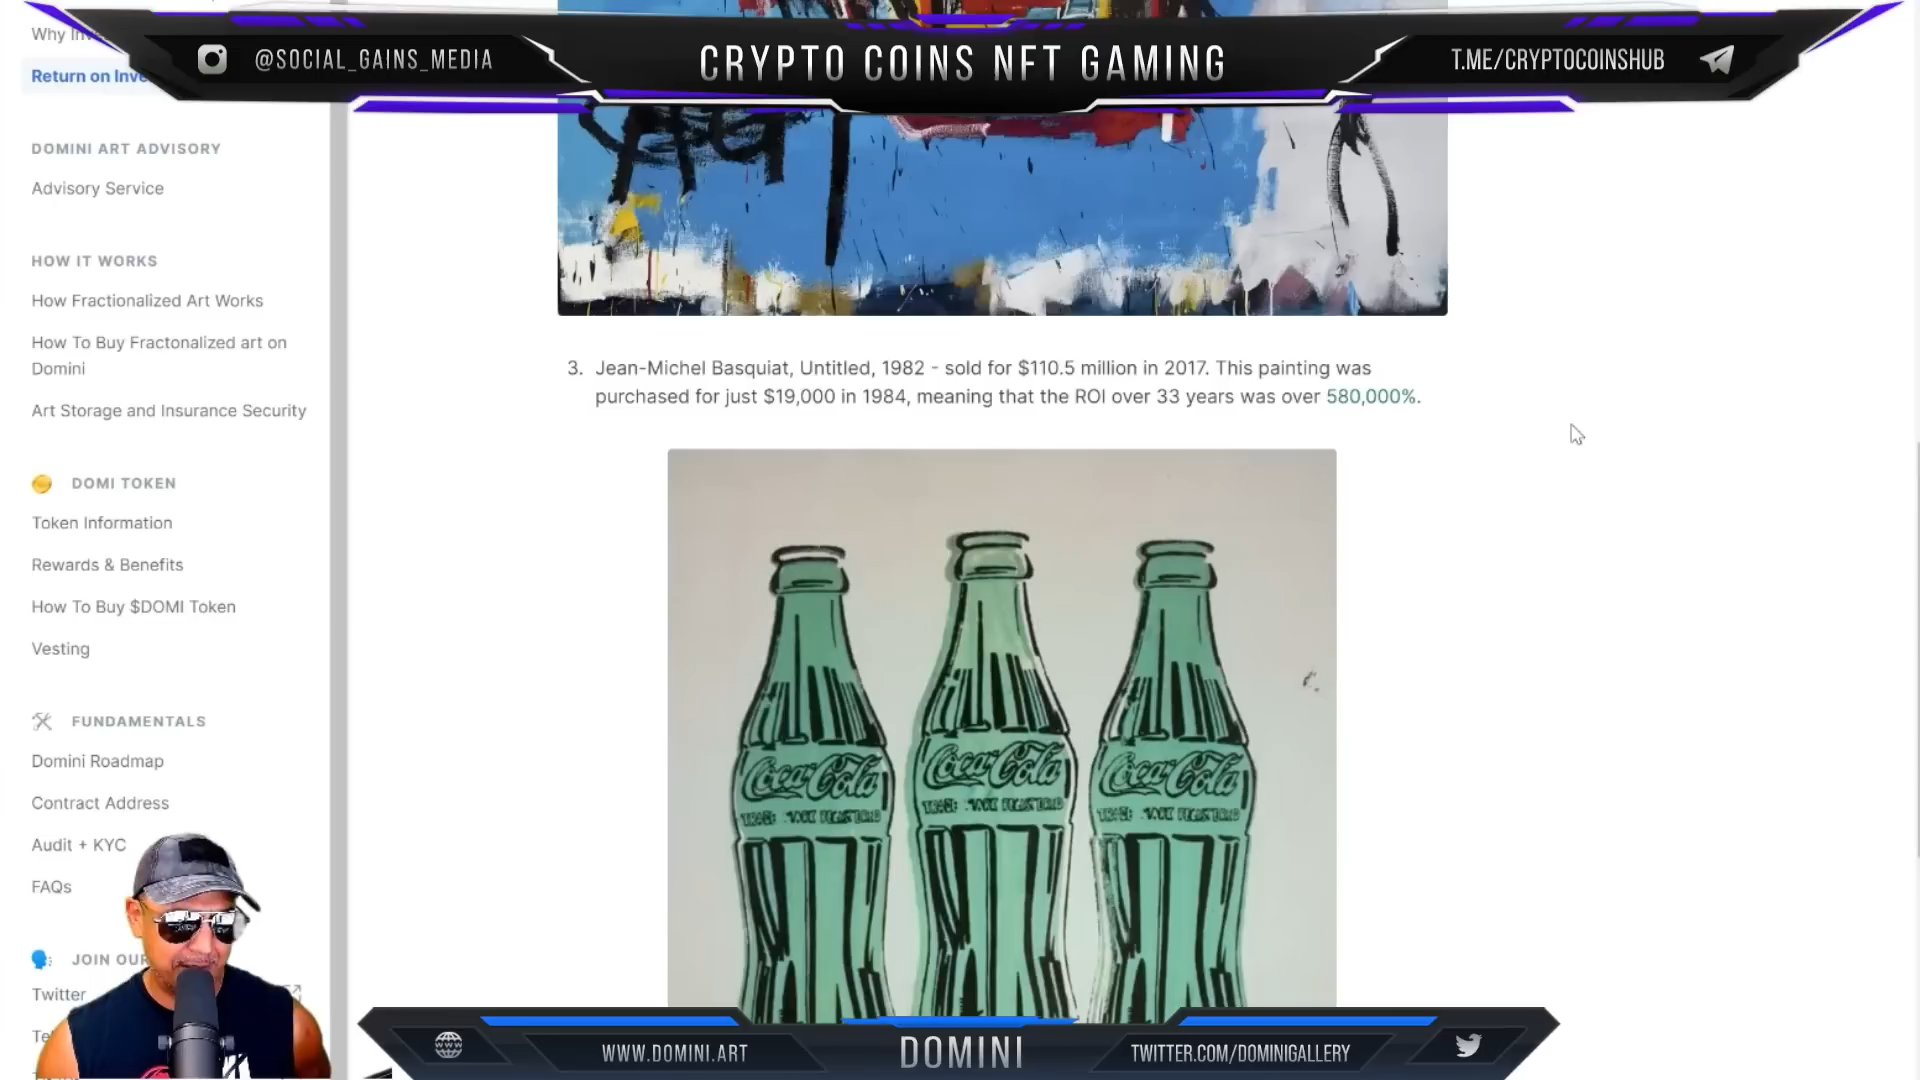 @SOCIAL_GAINS_MEDIA
CRYPTO COINS NFT GAMING
T.ME/CRYPTOCOINSHUB
Why
Return on
DOMINI ART ADVISORY
Advisory Service
HOW IT WORKS
How Fractionalized Art Works
How To Buy Fractonalized art on
Domini
Art Storage and Insurance Security
DOMI TOKEN
Token Information
Rewards & Benefits
How To Buy $DOMI Token
Vesting
FUNDAMENTALS
Domini Roadmap
Contract Address
Audit + KYC
FAQs
JOIN OUR
Twitter
3. Jean-Michel Basquiat, Untitled, 1982 - sold for $110.5 million in 2017. This painting was
purchased for just $19,000 in 1984, meaning that the ROI over 33 years was over 580,000%.
Coca-Cola Coca-Cola Coca-Cola
WWW.DOMINI.ART
DOMINI
TWITTER.COM/DOMINIGALLERY